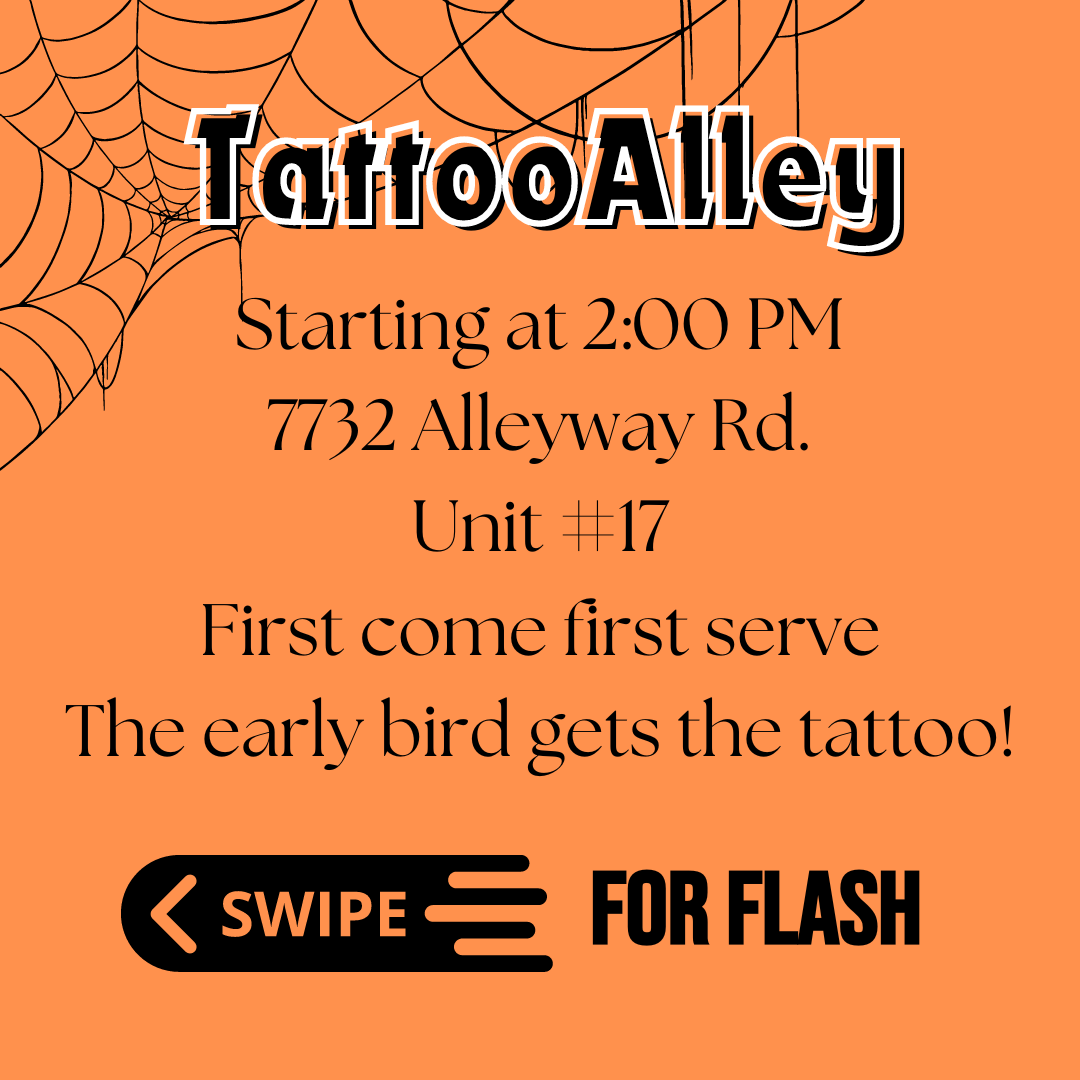 TattooAlley
Starting at 2:00 PM
7732 Alleyway Rd.
Unit #17
First come first serve
The early bird gets the tattoo!
SWIPE FOR FLASH